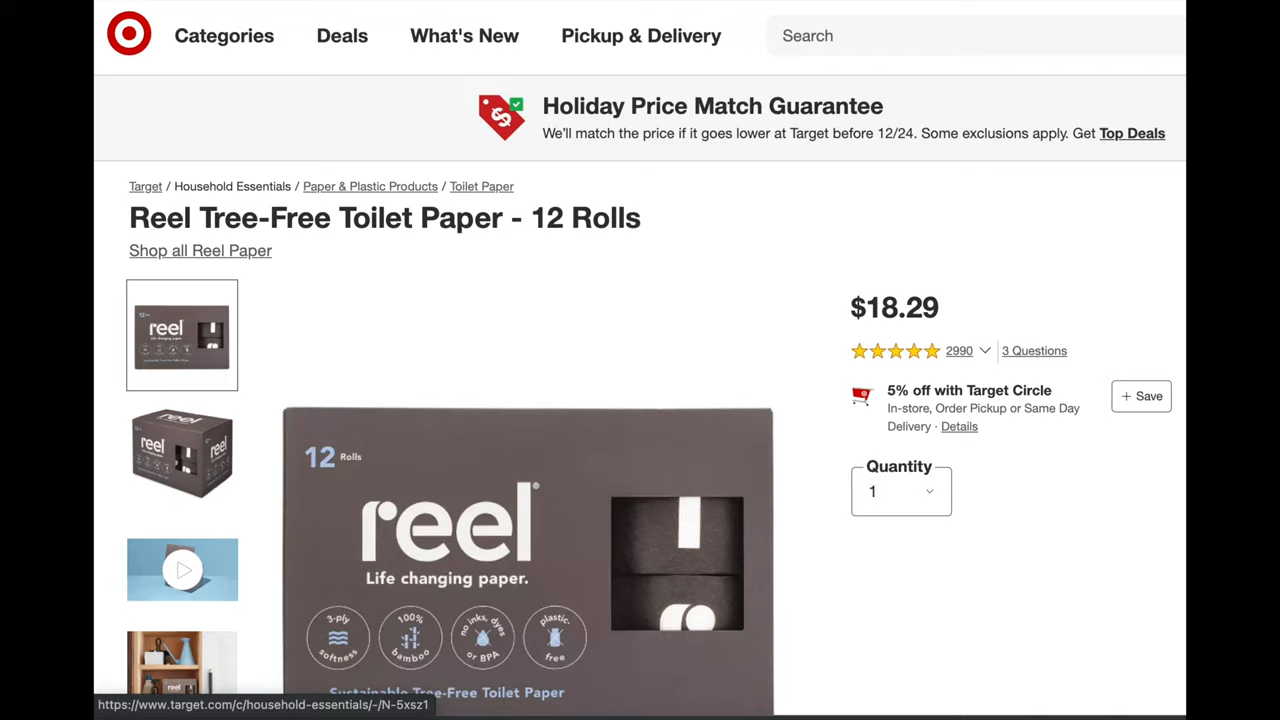 Categories Deals What's New Pickup & Delivery Search
Holiday Price Match Guarantee
We'll match the price if it goes lower at Target before 12/24. Some exclusions apply. Get Top Deals
Target / Household Essentials / Paper & Plastic Products / Toilet Paper
Reel Tree-Free Toilet Paper - 12 Rolls
Shop all Reel Paper
$18.29
2990 3 Questions
5% off with Target Circle
In-store, Order Pickup or Same Day
Delivery · Details
+ Save
Quantity
1
12 Rolls
reel®
Life changing paper.
3-ply softness
100% bamboo
no inks, dyes or BPA
plastic-free
Sustainable Tree-Free Toilet Paper
reel
reel
reel
reel
https://www.target.com/c/household-essentials/-/N-5xsz1